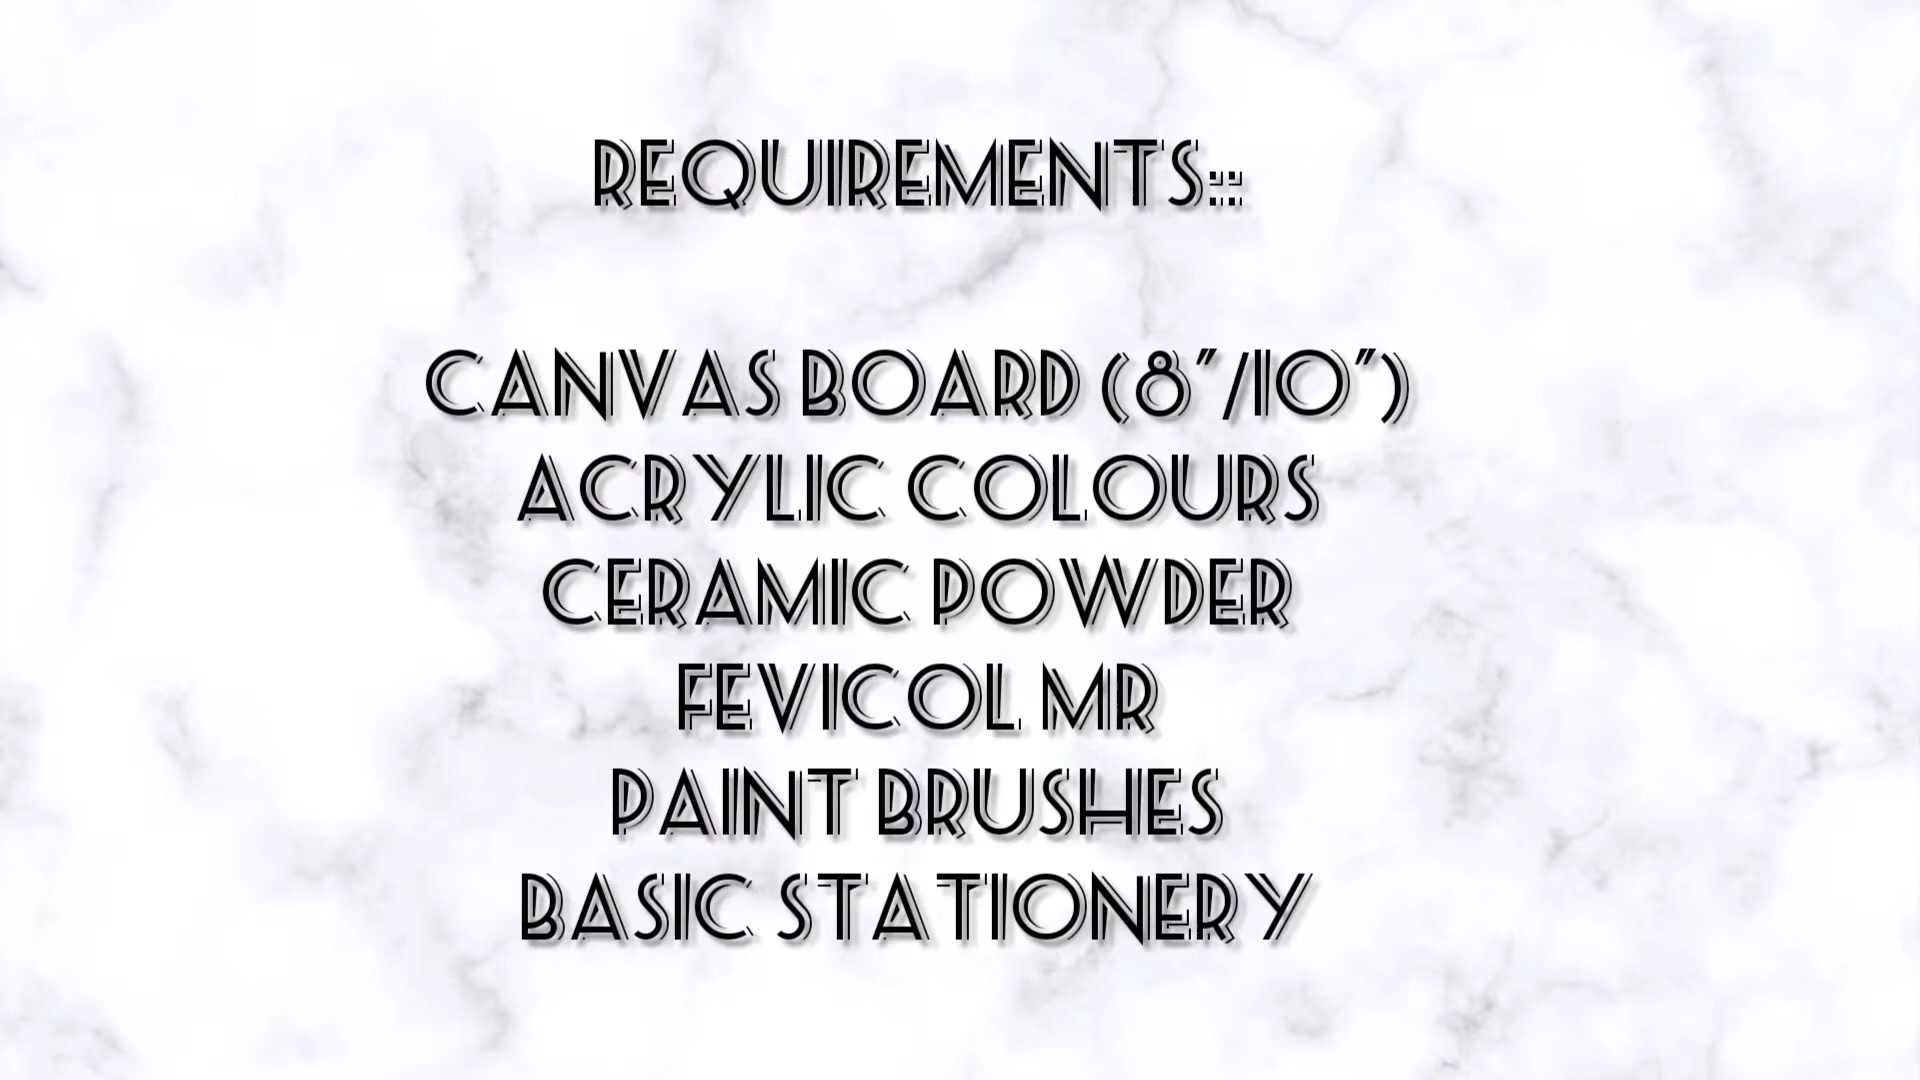 REQUIREMENTS::
CANVAS BOARD (8"/10")
ACRYLIC COLOURS
CERAMIC POWDER
FEVICOL MR
PAINT BRUSHES
BASIC STATIONERY